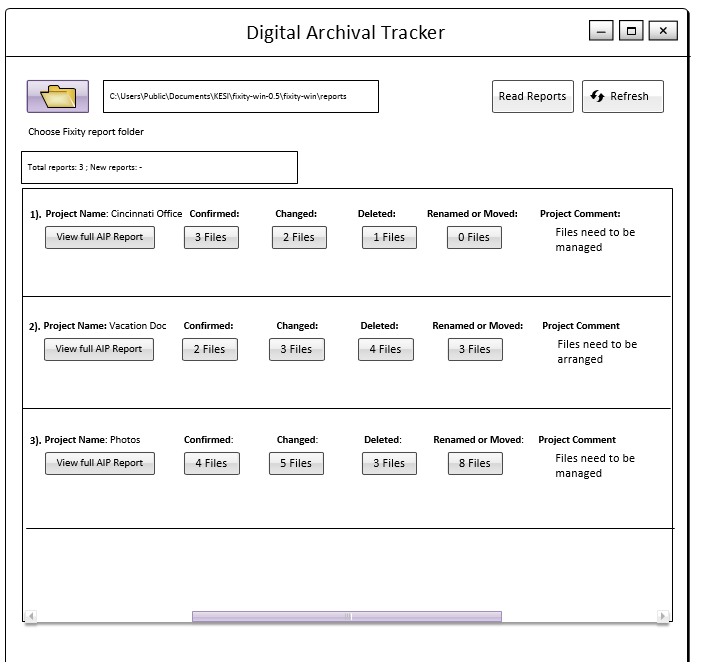 Digital Archival Tracker
C:\Users\Public\Documents\KESI\fixity-win-0.5\fixity-win\reports
Read Reports
Refresh
Choose Fixity report folder
Total reports: 3 ; New reports: -
1). Project Name: Cincinnati Office Confirmed: Changed: Deleted: Renamed or Moved: Project Comment:
View full AIP Report 3 Files 2 Files 1 Files 0 Files Files need to be
managed
2). Project Name: Vacation Doc Confirmed: Changed: Deleted: Renamed or Moved: Project Comment
View full AIP Report 2 Files 3 Files 4 Files 3 Files Files need to be
arranged
3). Project Name: Photos Confirmed: Changed: Deleted: Renamed or Moved: Project Comment
View full AIP Report 4 Files 5 Files 3 Files 8 Files Files need to be
managed